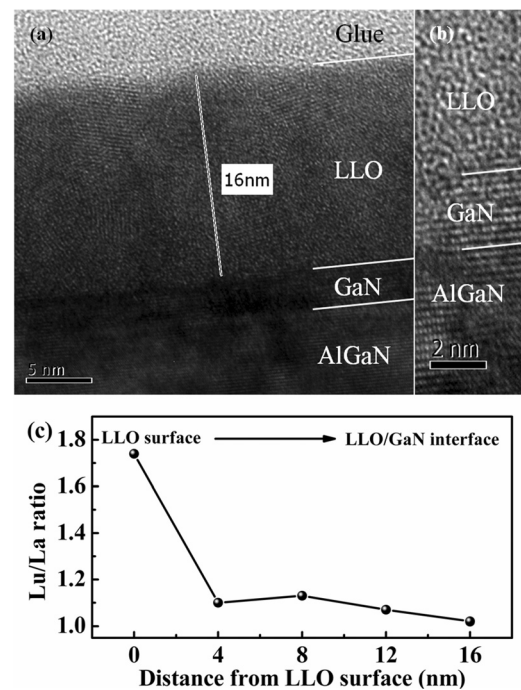 (a)
Glue
16nm
LLO
GaN
AlGaN
5 nm
(b)
LLO
GaN
AlGaN
2 nm
(c)
LLO surface
LLO/GaN interface
Lu/La ratio
1.8
1.6
1.4
1.2
1.0
0 4 8 12 16
Distance from LLO surface (nm)